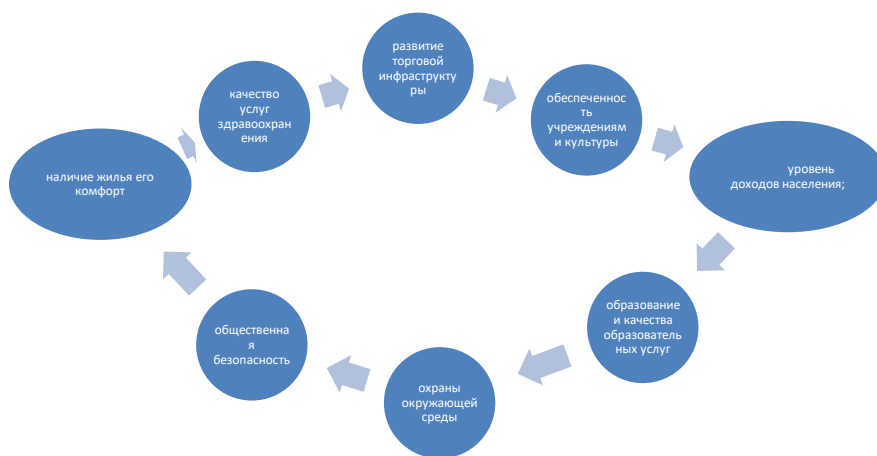 развитие
торговой
инфраструкту
ры
качество
услуг
здравоохран
ения
обеспеченнос
ть
учреждениям
и культуры
наличие жилья его
комфорт
уровень
доходов населения;
образование
и качества
образователь
ных услуг
общественна
я
безопасность
охраны
окружающей
среды